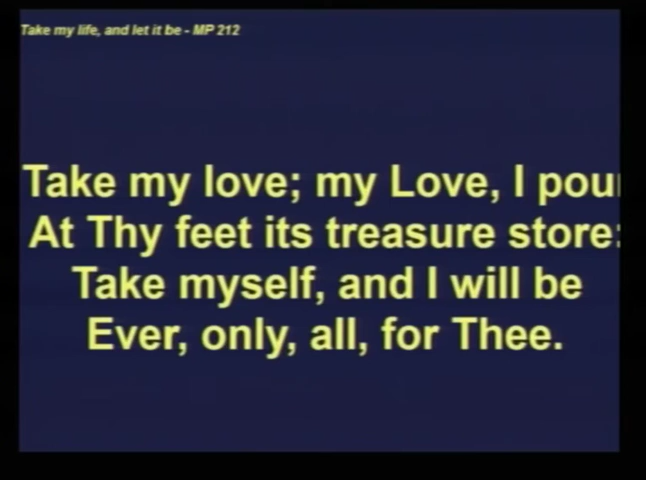 Take my life, and let it be - MP 212
Take my love; my Love, I pour
At Thy feet its treasure store:
Take myself, and I will be
Ever, only, all, for Thee.